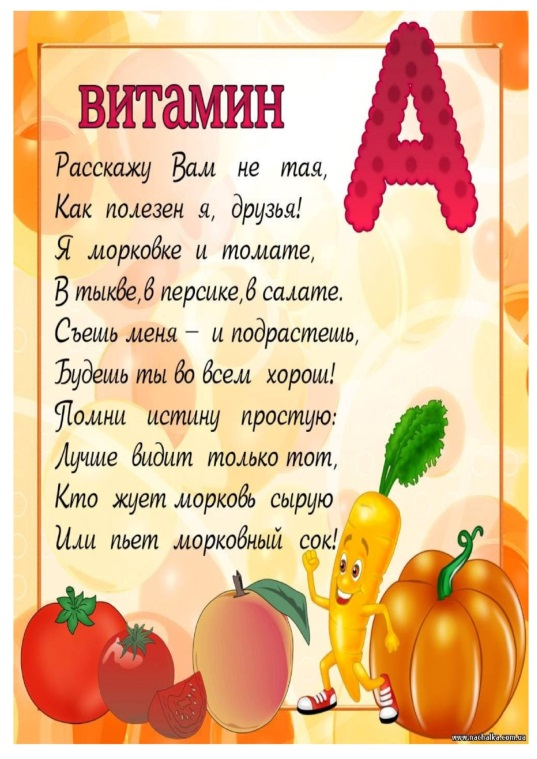 ВИТАМИН А
Расскажу Вам не тая,
Как полезен я, друзья!
Я морковке и томате,
В тыкве,в персике,в салате.
Съешь меня – и подрастешь,
Будешь ты во всем хорош!
Помни истину простую:
Лучше видит только тот,
Кто жует морковь сырую
Или пьет морковный сок!
www.nachalka.com.ua